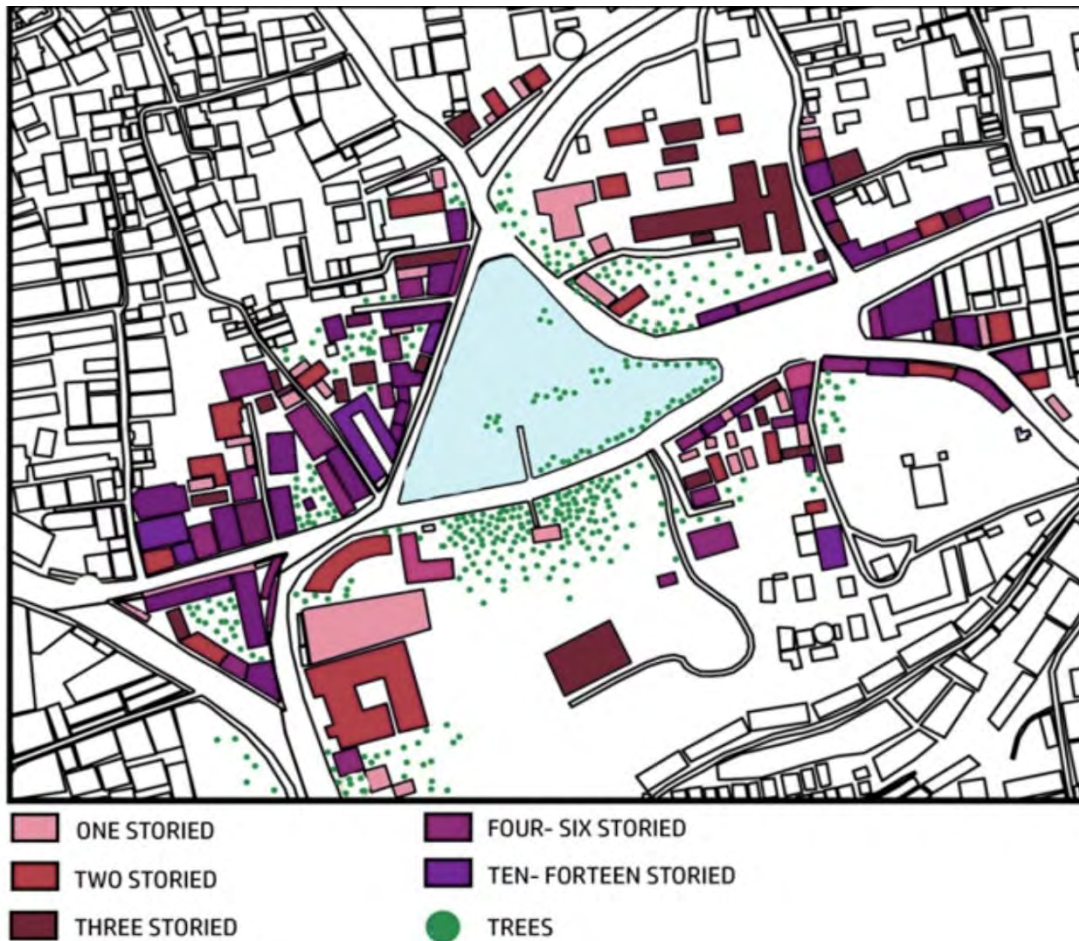 ONE STORIED
TWO STORIED
THREE STORIED
FOUR- SIX STORIED
TEN- FORTEEN STORIED
TREES